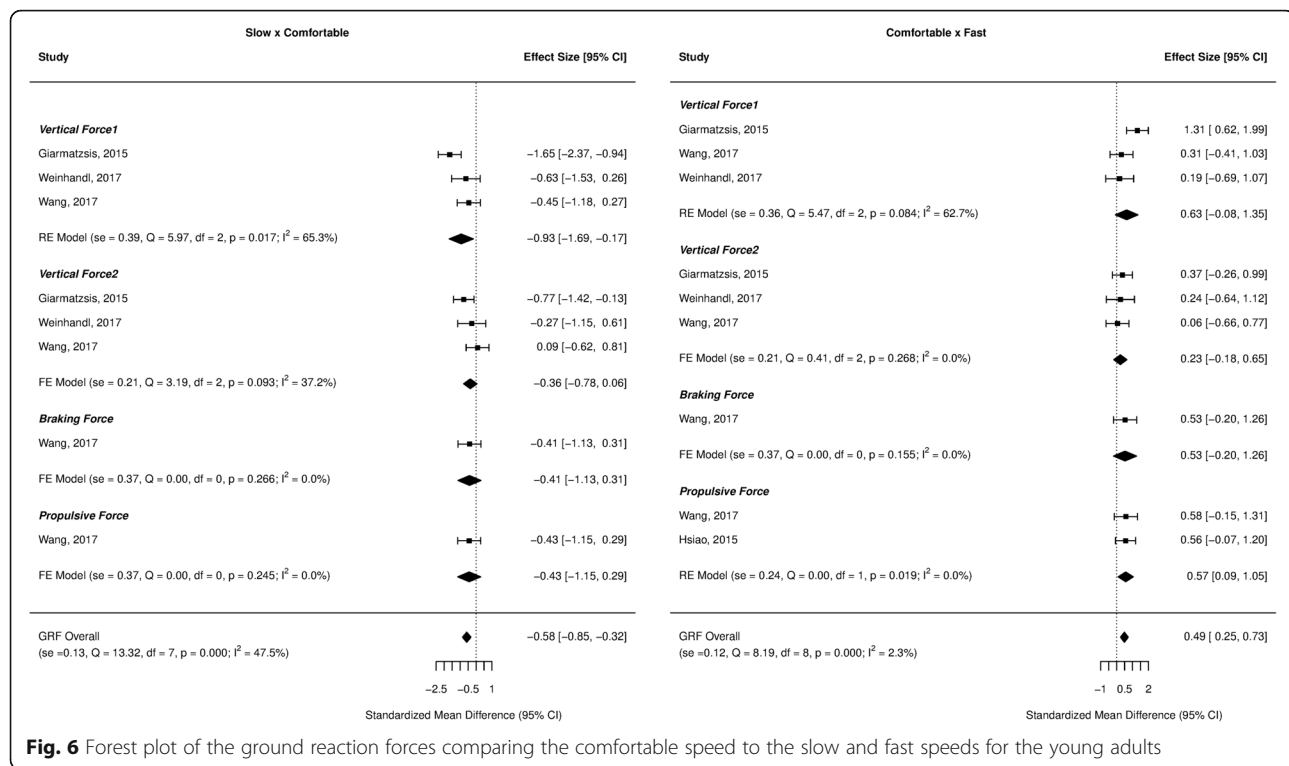 Slow x Comfortable
Study Effect Size [95% CI]
Vertical Force1
Giarmatzsis, 2015 −1.65 [−2.37, −0.94]
Weinhandl, 2017 −0.63 [−1.53, 0.26]
Wang, 2017 −0.45 [−1.18, 0.27]
RE Model (se = 0.39, Q = 5.97, df = 2, p = 0.017; I² = 65.3%) −0.93 [−1.69, −0.17]
Vertical Force2
Giarmatzsis, 2015 −0.77 [−1.42, −0.13]
Weinhandl, 2017 −0.27 [−1.15, 0.61]
Wang, 2017 0.09 [−0.62, 0.81]
FE Model (se = 0.21, Q = 3.19, df = 2, p = 0.093; I² = 37.2%) −0.36 [−0.78, 0.06]
Braking Force
Wang, 2017 −0.41 [−1.13, 0.31]
FE Model (se = 0.37, Q = 0.00, df = 0, p = 0.266; I² = 0.0%) −0.41 [−1.13, 0.31]
Propulsive Force
Wang, 2017 −0.43 [−1.15, 0.29]
FE Model (se = 0.37, Q = 0.00, df = 0, p = 0.245; I² = 0.0%) −0.43 [−1.15, 0.29]
GRF Overall −0.58 [−0.85, −0.32]
(se =0.13, Q = 13.32, df = 7, p = 0.000; I² = 47.5%)
−2.5 −0.5 1
Standardized Mean Difference (95% CI)
Comfortable x Fast
Study Effect Size [95% CI]
Vertical Force1
Giarmatzsis, 2015 1.31 [ 0.62, 1.99]
Wang, 2017 0.31 [−0.41, 1.03]
Weinhandl, 2017 0.19 [−0.69, 1.07]
RE Model (se = 0.36, Q = 5.47, df = 2, p = 0.084; I² = 62.7%) 0.63 [−0.08, 1.35]
Vertical Force2
Giarmatzsis, 2015 0.37 [−0.26, 0.99]
Weinhandl, 2017 0.24 [−0.64, 1.12]
Wang, 2017 0.06 [−0.66, 0.77]
FE Model (se = 0.21, Q = 0.41, df = 2, p = 0.268; I² = 0.0%) 0.23 [−0.18, 0.65]
Braking Force
Wang, 2017 0.53 [−0.20, 1.26]
FE Model (se = 0.37, Q = 0.00, df = 0, p = 0.155; I² = 0.0%) 0.53 [−0.20, 1.26]
Propulsive Force
Wang, 2017 0.58 [−0.15, 1.31]
Hsiao, 2015 0.56 [−0.07, 1.20]
RE Model (se = 0.24, Q = 0.00, df = 1, p = 0.019; I² = 0.0%) 0.57 [0.09, 1.05]
GRF Overall 0.49 [ 0.25, 0.73]
(se =0.12, Q = 8.19, df = 8, p = 0.000; I² = 2.3%)
−1 0.5 2
Standardized Mean Difference (95% CI)
Fig. 6 Forest plot of the ground reaction forces comparing the comfortable speed to the slow and fast speeds for the young adults